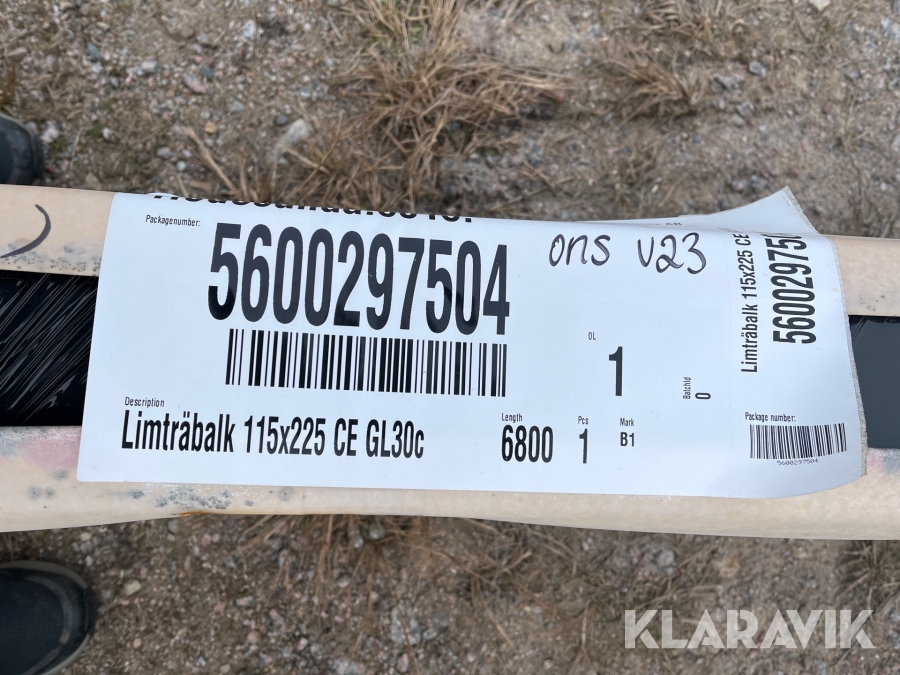 Packagenumber:
5600297504
ons v23
OL
1
Batchid
0
Description
Limträbalk 115x225 CE GL30c
Length
6800
Pcs
1
Mark
B1
Limträbalk 115x225 CE
560029750
Package number:
5600297504
KLARAVIK